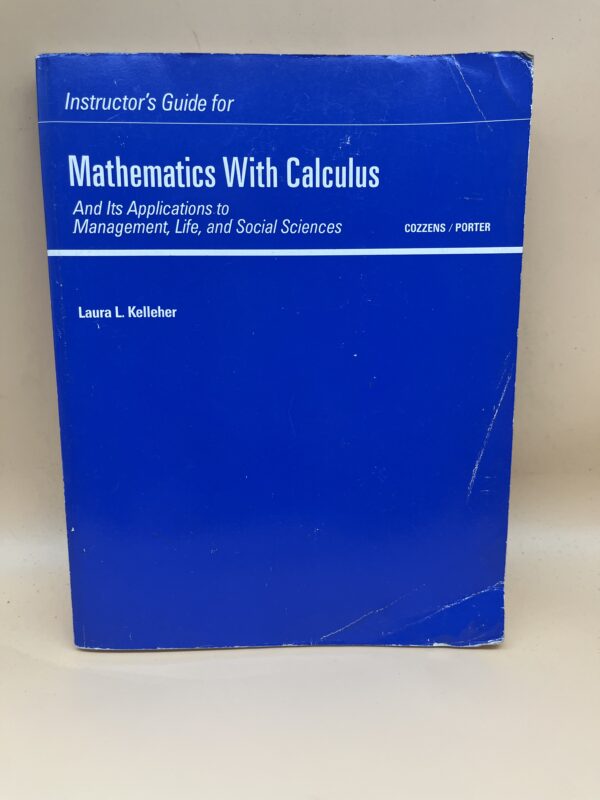 Instructor's Guide for
Mathematics With Calculus
And Its Applications to
Management, Life, and Social Sciences
COZZENS / PORTER
Laura L. Kelleher